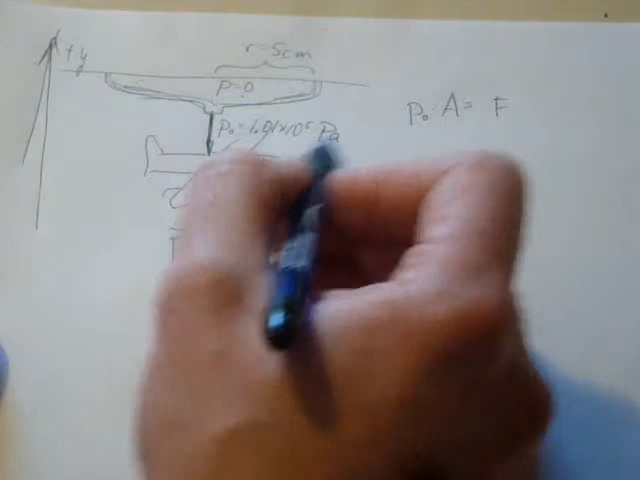 +y
r=5cm
P=0
P₀=1.01×10⁵ Pa
P₀ A = F